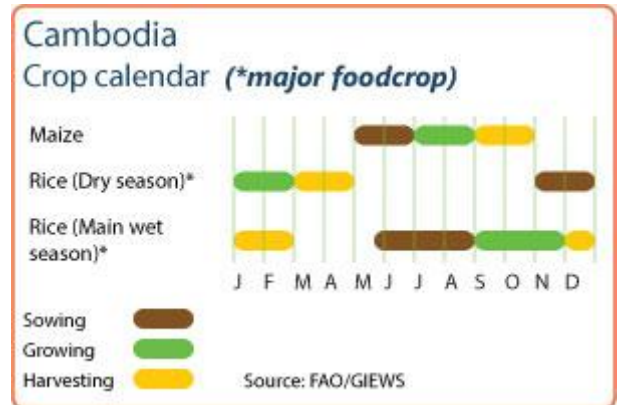 Cambodia
Crop calendar (*major foodcrop)
Maize
Rice (Dry season)*
Rice (Main wet
season)*
J F M A M J J A S O N D
Sowing
Growing
Harvesting
Source: FAO/GIEWS